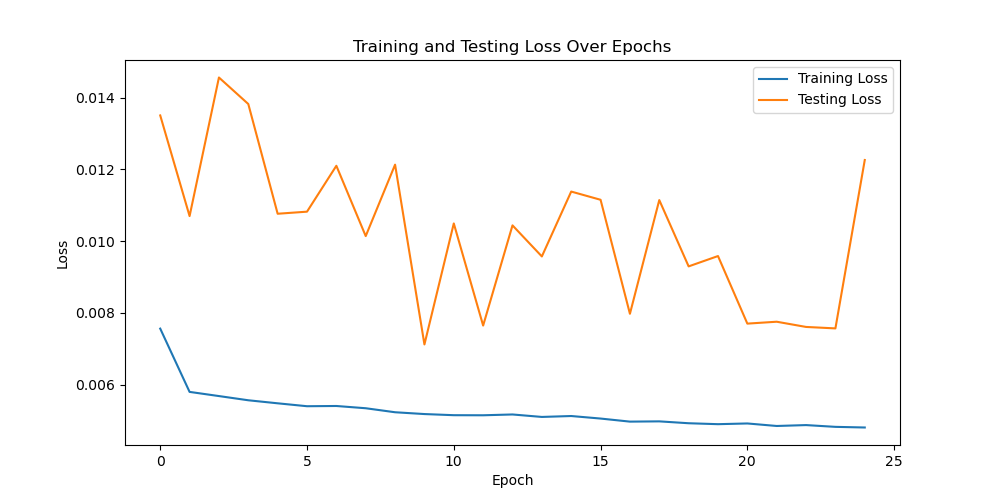 Training and Testing Loss Over Epochs
Training Loss
Testing Loss
0.014
0.012
0.010
0.008
0.006
Loss
0 5 10 15 20 25
Epoch